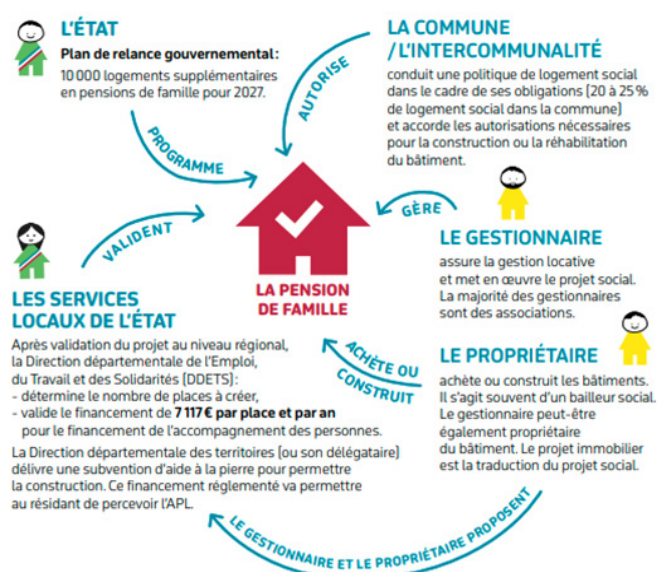 L'ÉTAT
Plan de relance gouvernemental :
10 000 logements supplémentaires
en pensions de famille pour 2027.
PROGRAMME
LA COMMUNE
/L'INTERCOMMUNALITÉ
conduit une politique de logement social
dans le cadre de ses obligations (20 à 25 %
de logement social dans la commune)
et accorde les autorisations nécessaires
pour la construction ou la réhabilitation
du bâtiment.
AUTORISE
GÈRE
LE GESTIONNAIRE
assure la gestion locative
et met en œuvre le projet social.
La majorité des gestionnaires
sont des associations.
VALIDENT
LA PENSION
DE FAMILLE
LES SERVICES
LOCAUX DE L'ÉTAT
Après validation du projet au niveau régional,
la Direction départementale de l'Emploi,
du Travail et des Solidarités (DDETS) :
- détermine le nombre de places à créer,
- valide le financement de 7 117 € par place et par an
pour le financement de l'accompagnement des personnes.
La Direction départementale des territoires (ou son délégataire)
délivre une subvention d'aide à la pierre pour permettre
la construction. Ce financement réglementé va permettre
au résidant de percevoir l'APL.
ACHÈTE OU
CONSTRUIT
LE PROPRIÉTAIRE
achète ou construit les bâtiments.
Il s'agit souvent d'un bailleur social.
Le gestionnaire peut-être
également propriétaire
du bâtiment. Le projet immobilier
est la traduction du projet social.
LE GESTIONNAIRE ET LE PROPRIÉTAIRE PROPOSENT